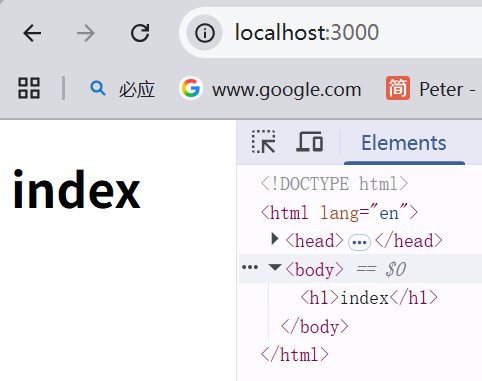 localhost:3000
必应 www.google.com 简 Peter -
index
Elements
<!DOCTYPE html>
<html lang="en">
<head> … </head>
… <body> == $0
<h1>index</h1>
</body>
</html>